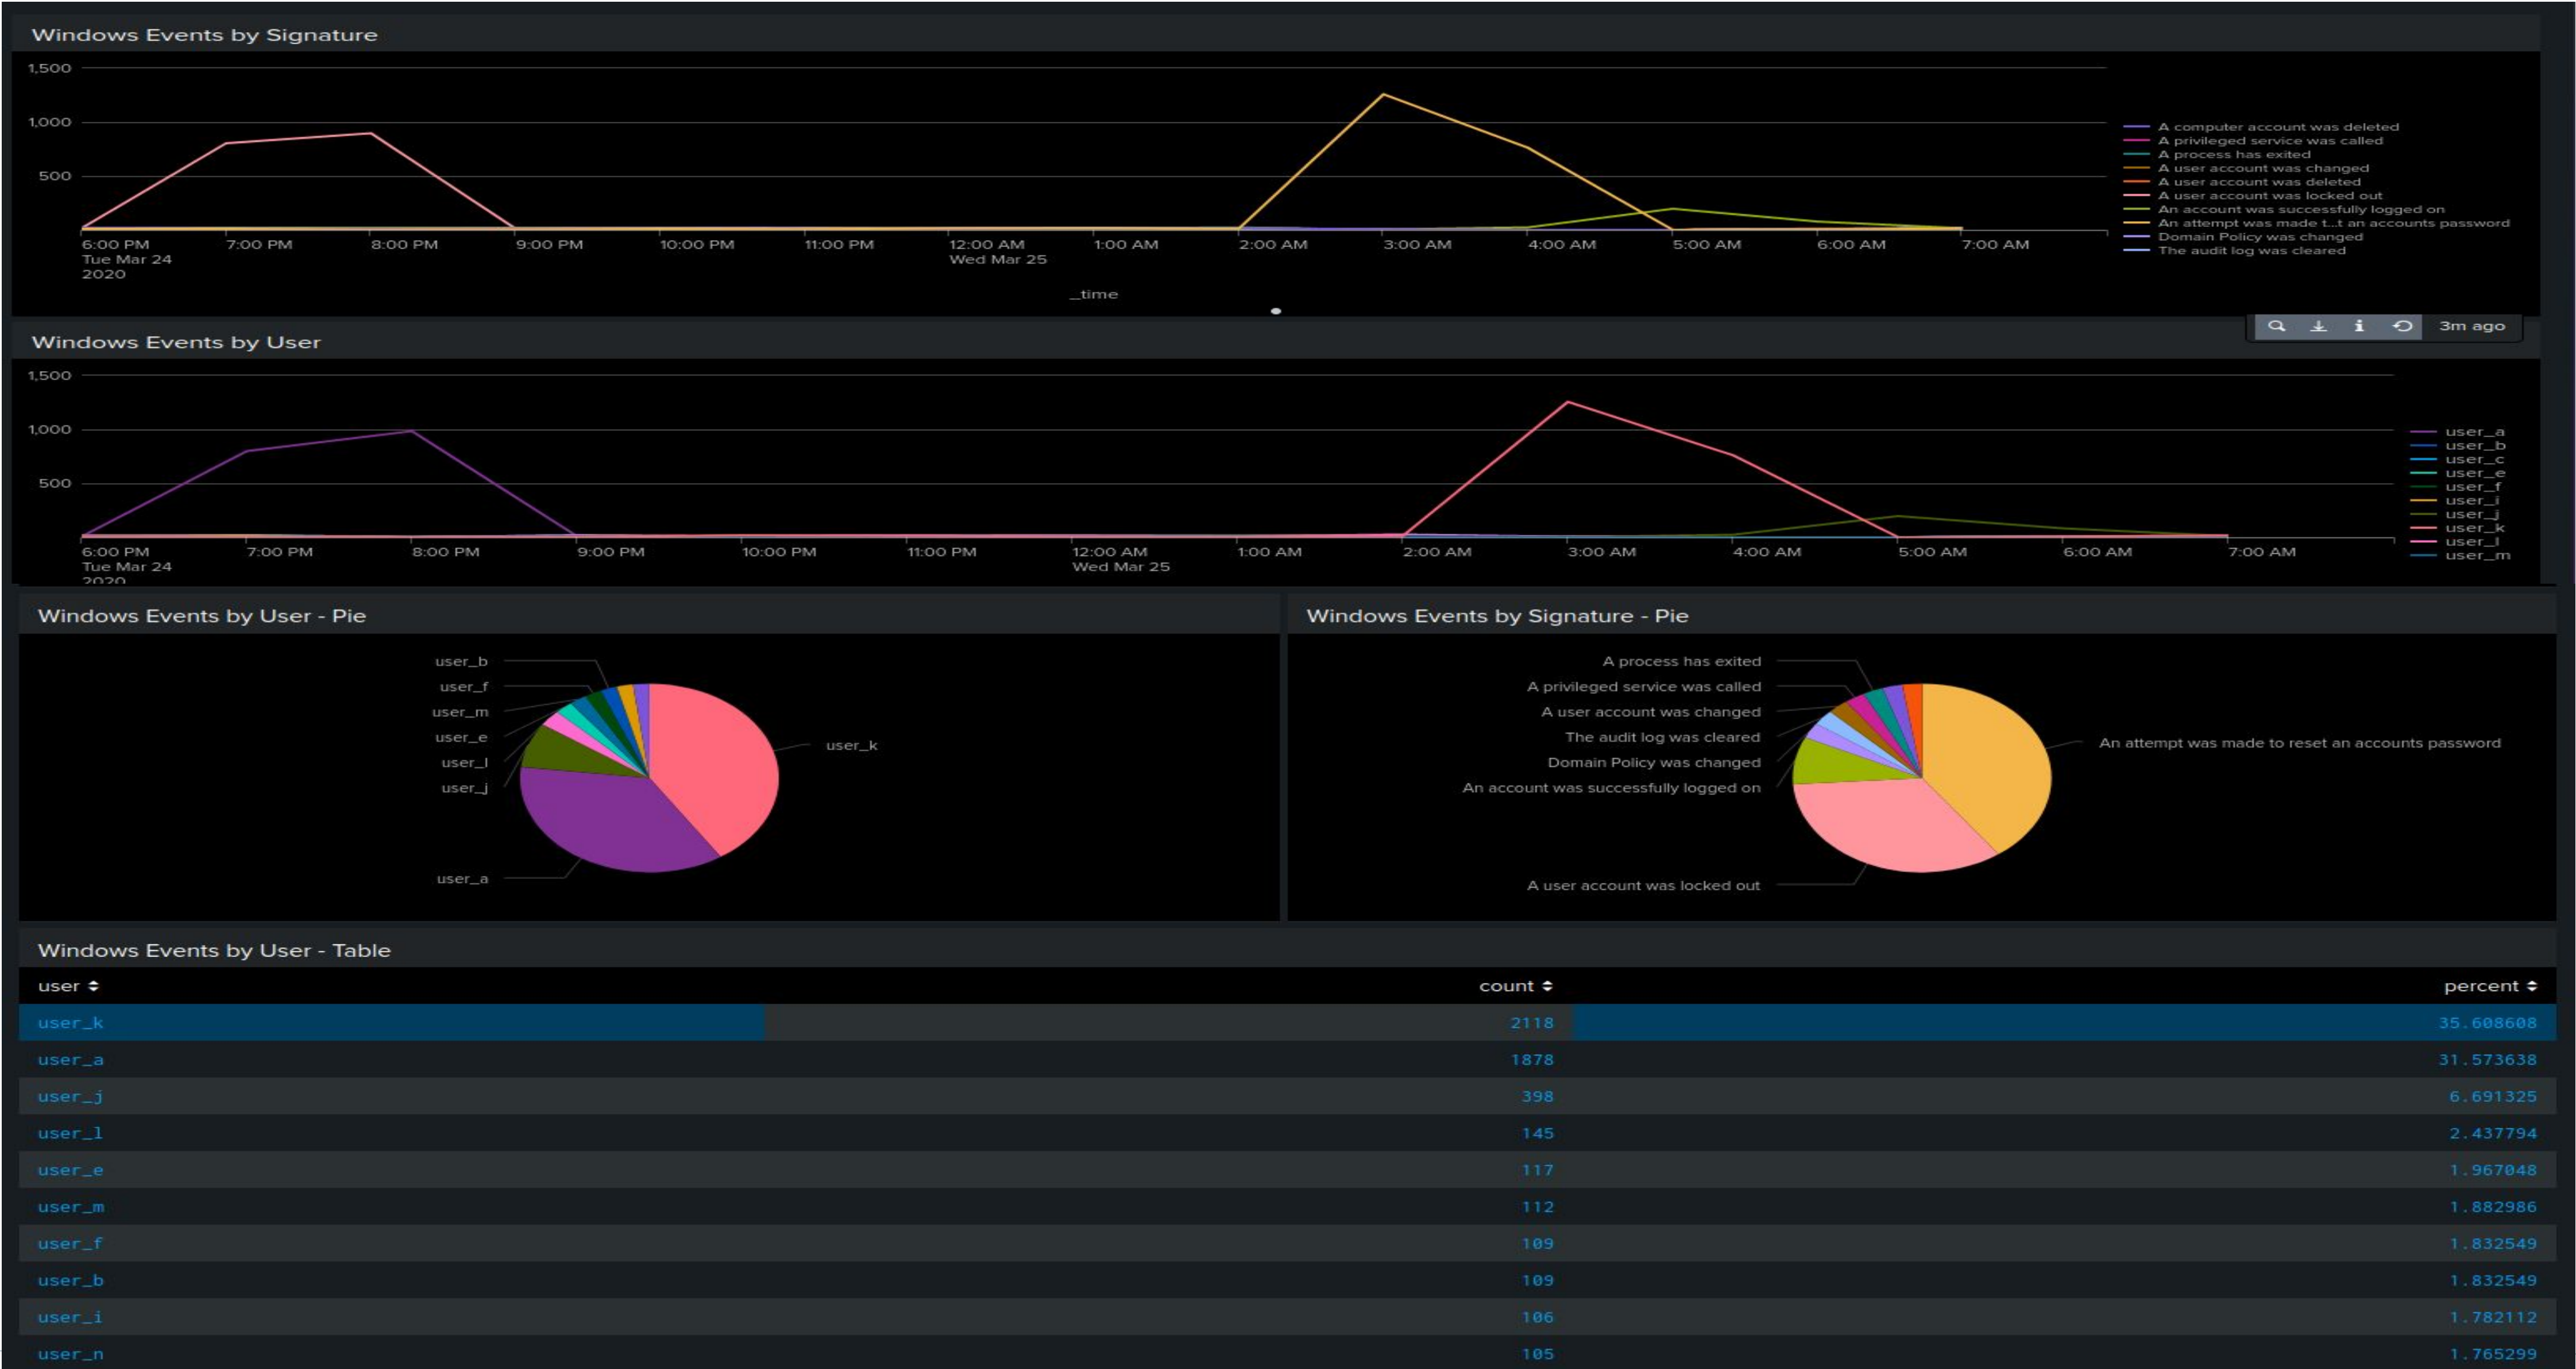 Windows Events by Signature
1,500
1,000
500
6:00 PM 7:00 PM 8:00 PM 9:00 PM 10:00 PM 11:00 PM 12:00 AM 1:00 AM 2:00 AM 3:00 AM 4:00 AM 5:00 AM 6:00 AM 7:00 AM
Tue Mar 24 Wed Mar 25
2020
_time
A computer account was deleted
A privileged service was called
A process has exited
A user account was changed
A user account was deleted
A user account was locked out
An account was successfully logged on
An attempt was made t...t an accounts password
Domain Policy was changed
The audit log was cleared
3m ago
Windows Events by User
1,500
1,000
500
6:00 PM 7:00 PM 8:00 PM 9:00 PM 10:00 PM 11:00 PM 12:00 AM 1:00 AM 2:00 AM 3:00 AM 4:00 AM 5:00 AM 6:00 AM 7:00 AM
Tue Mar 24 Wed Mar 25
2020
user_a
user_b
user_c
user_e
user_f
user_i
user_j
user_k
user_l
user_m
Windows Events by User - Pie
user_b
user_f
user_m
user_e
user_l
user_j
user_a
user_k
Windows Events by Signature - Pie
A process has exited
A privileged service was called
A user account was changed
The audit log was cleared
Domain Policy was changed
An account was successfully logged on
A user account was locked out
An attempt was made to reset an accounts password
Windows Events by User - Table
user count percent
user_k 2118 35.608608
user_a 1878 31.573638
user_j 398 6.691325
user_l 145 2.437794
user_e 117 1.967048
user_m 112 1.882986
user_f 109 1.832549
user_b 109 1.832549
user_i 106 1.782112
user_n 105 1.765299